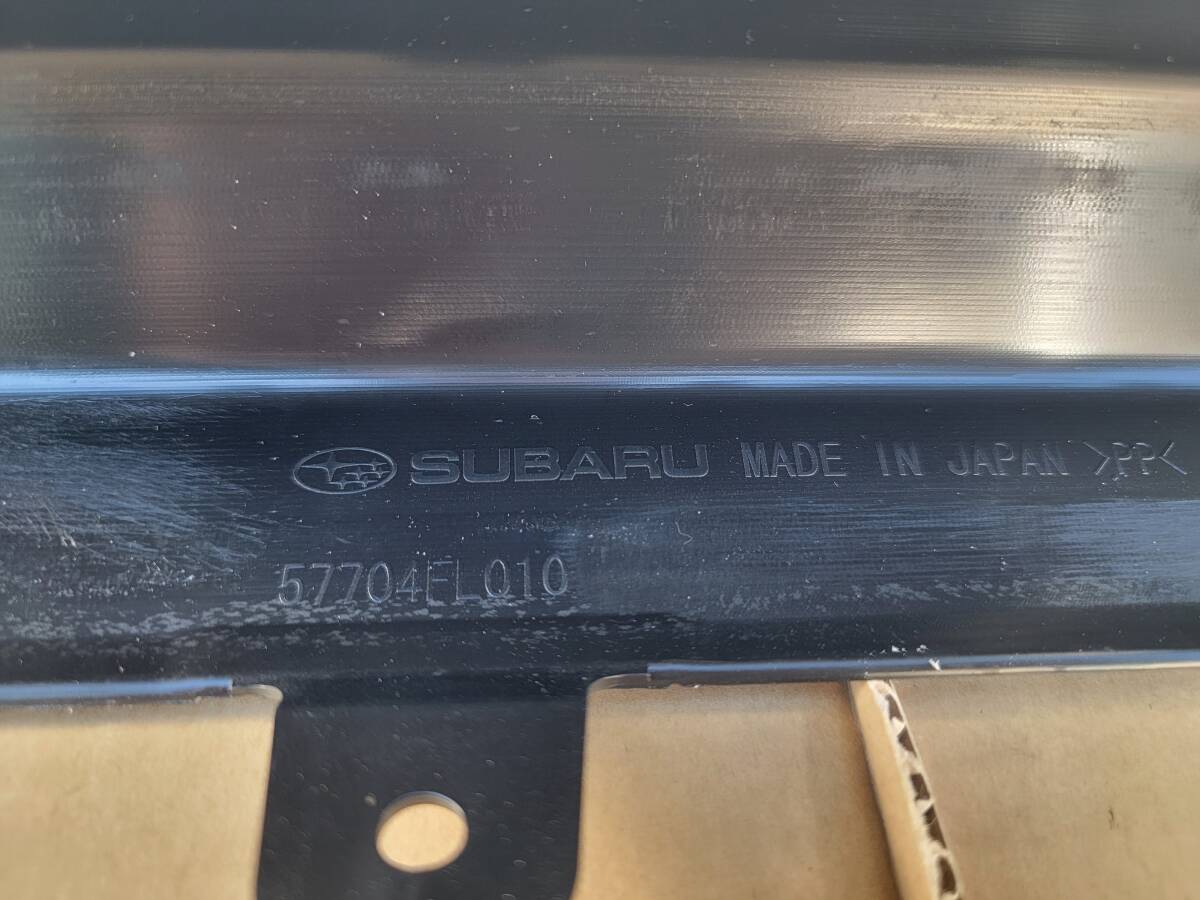 SUBARU MADE IN JAPAN >PP<
57704FL010